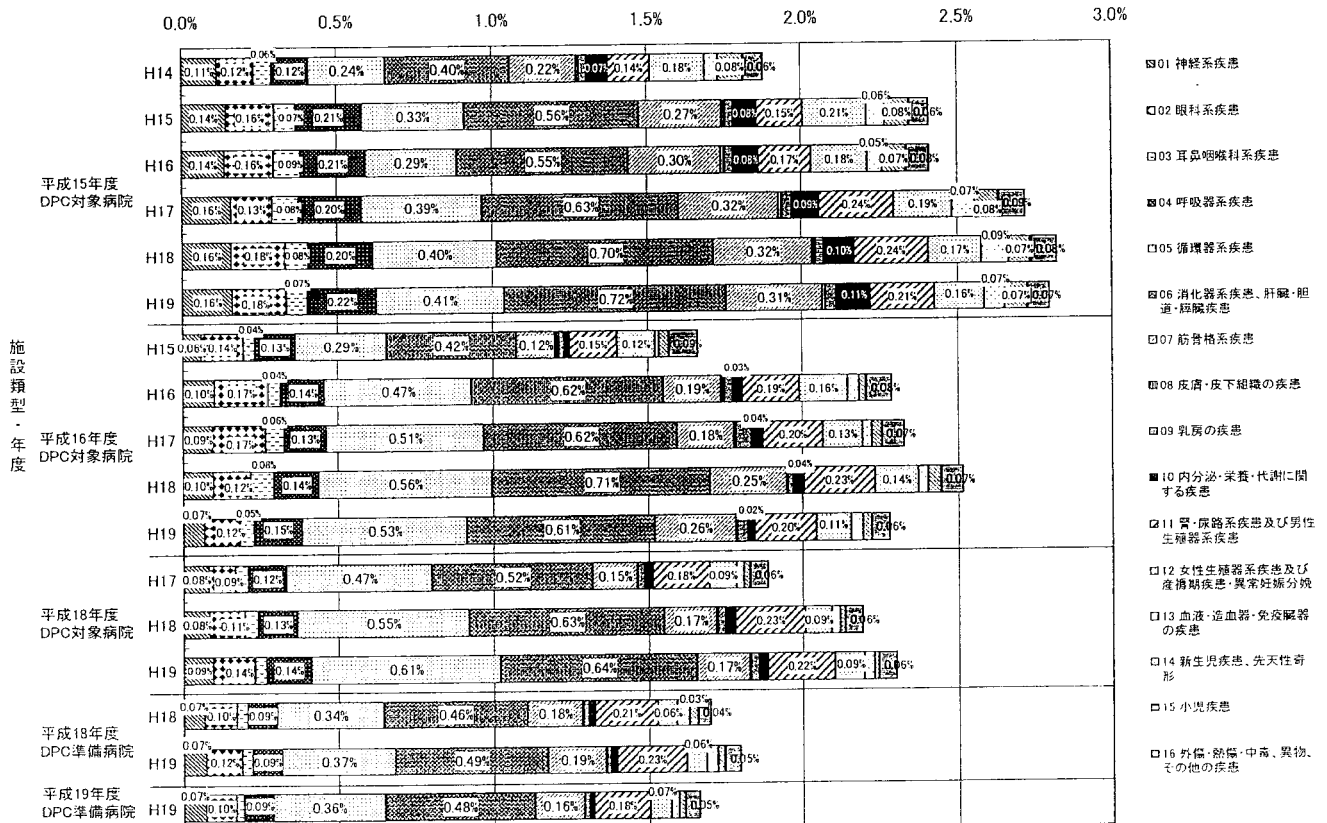 0.0% 0.5% 1.0% 1.5% 2.0% 2.5% 3.0%
施設類型・年度
平成15年度
DPC対象病院
H14 0.11% 0.12% 0.06% 0.12% 0.24% 0.40% 0.22% 0.07% 0.14% 0.18% 0.08% 0.06%
H15 0.14% 0.16% 0.07% 0.21% 0.33% 0.56% 0.27% 0.08% 0.15% 0.21% 0.06% 0.08% 0.06%
H16 0.14% 0.16% 0.09% 0.21% 0.29% 0.55% 0.30% 0.08% 0.17% 0.18% 0.05% 0.07% 0.08%
H17 0.16% 0.13% 0.08% 0.20% 0.39% 0.63% 0.32% 0.09% 0.24% 0.19% 0.07% 0.08% 0.09%
H18 0.16% 0.18% 0.08% 0.20% 0.40% 0.70% 0.32% 0.10% 0.24% 0.17% 0.09% 0.07% 0.08%
H19 0.16% 0.18% 0.07% 0.22% 0.41% 0.72% 0.31% 0.11% 0.21% 0.16% 0.07% 0.07% 0.07%
平成16年度
DPC対象病院
H15 0.06% 0.14% 0.04% 0.13% 0.29% 0.42% 0.12% 0.15% 0.12% 0.09%
H16 0.10% 0.17% 0.04% 0.14% 0.47% 0.62% 0.19% 0.03% 0.19% 0.16% 0.08%
H17 0.09% 0.17% 0.06% 0.13% 0.51% 0.62% 0.18% 0.04% 0.20% 0.13% 0.07%
H18 0.10% 0.12% 0.08% 0.14% 0.56% 0.71% 0.25% 0.04% 0.23% 0.14% 0.07%
H19 0.07% 0.12% 0.05% 0.15% 0.53% 0.61% 0.26% 0.02% 0.20% 0.11% 0.06%
平成18年度
DPC対象病院
H17 0.08% 0.09% 0.12% 0.47% 0.52% 0.15% 0.18% 0.09% 0.06%
H18 0.08% 0.11% 0.13% 0.55% 0.63% 0.17% 0.23% 0.09% 0.06%
H19 0.09% 0.14% 0.14% 0.61% 0.64% 0.17% 0.22% 0.09% 0.06%
平成18年度
DPC準備病院
H18 0.07% 0.10% 0.09% 0.34% 0.46% 0.18% 0.21% 0.06% 0.03% 0.04%
H19 0.07% 0.12% 0.09% 0.37% 0.49% 0.19% 0.23% 0.06% 0.05%
平成19年度
DPC準備病院
H19 0.07% 0.10% 0.09% 0.36% 0.48% 0.16% 0.18% 0.07% 0.05%
01 神経系疾患
02 眼科系疾患
03 耳鼻咽喉科系疾患
04 呼吸器系疾患
05 循環器系疾患
06 消化器系疾患、肝臓・胆
道・膵臓疾患
07 筋骨格系疾患
08 皮膚・皮下組織の疾患
09 乳房の疾患
10 内分泌・栄養・代謝に関
する疾患
11 腎・尿路系疾患及び男性
生殖器系疾患
12 女性生殖器系疾患及び
産褥期疾患・異常妊娠分娩
13 血液・造血器・免疫臓器
の疾患
14 新生児疾患、先天性奇
形
15 小児疾患
16 外傷・熱傷・中毒、異物、
その他の疾患